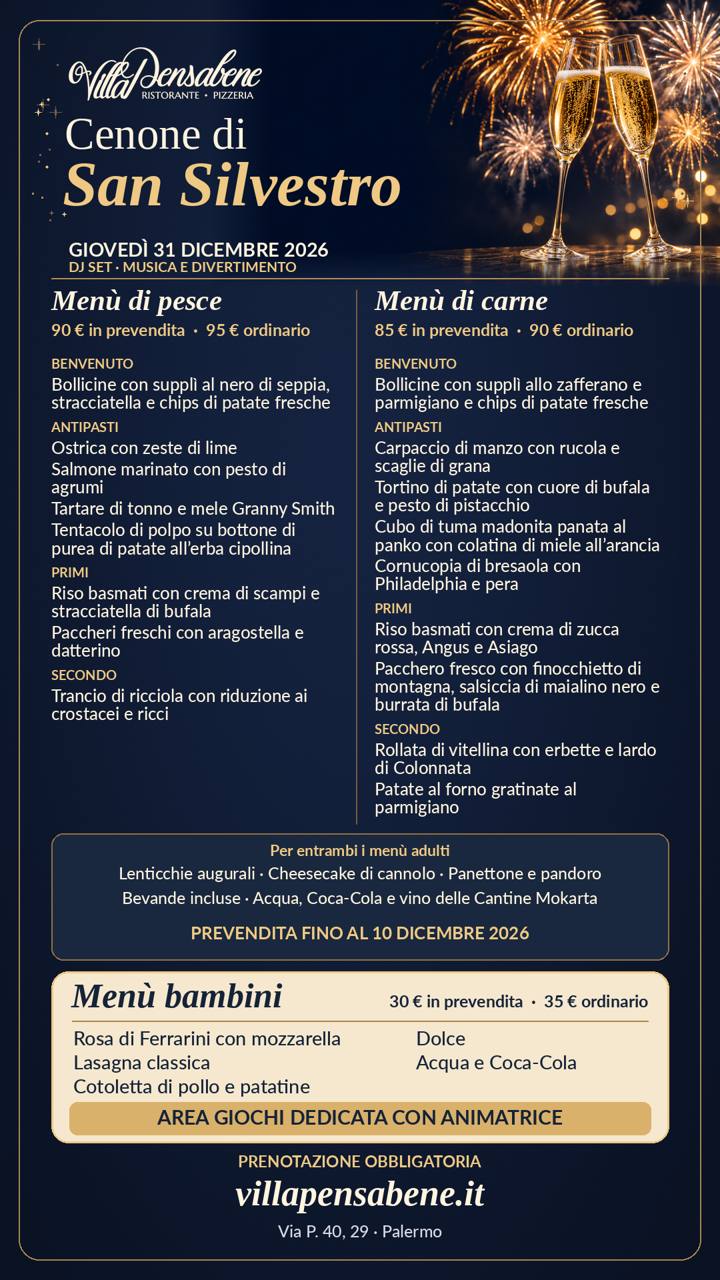 Villa Pensabene
RISTORANTE • PIZZERIA
Cenone di
San Silvestro
GIOVEDÌ 31 DICEMBRE 2026
DJ SET · MUSICA E DIVERTIMENTO
Menù di pesce
90 € in prevendita · 95 € ordinario
BENVENUTO
Bollicine con supplì al nero di seppia,
stracciatella e chips di patate fresche
ANTIPASTI
Ostrica con zeste di lime
Salmone marinato con pesto di
agrumi
Tartare di tonno e mele Granny Smith
Tentacolo di polpo su bottone di
purea di patate all’erba cipollina
PRIMI
Riso basmati con crema di scampi e
stracciatella di bufala
Paccheri freschi con aragostella e
datterino
SECONDO
Trancio di ricciola con riduzione ai
crostacei e ricci
Menù di carne
85 € in prevendita · 90 € ordinario
BENVENUTO
Bollicine con supplì allo zafferano e
parmigiano e chips di patate fresche
ANTIPASTI
Carpaccio di manzo con rucola e
scaglie di grana
Tortino di patate con cuore di bufala
e pesto di pistacchio
Cubo di tuma madonita panata al
panko con colatina di miele all’arancia
Cornucopia di bresaola con
Philadelphia e pera
PRIMI
Riso basmati con crema di zucca
rossa, Angus e Asiago
Pacchero fresco con finocchietto di
montagna, salsiccia di maialino nero e
burrata di bufala
SECONDO
Rollata di vitellina con erbette e lardo
di Colonnata
Patate al forno gratinate al
parmigiano
Per entrambi i menù adulti
Lenticchie augurali · Cheesecake di cannolo · Panettone e pandoro
Bevande incluse · Acqua, Coca-Cola e vino delle Cantine Mokarta
PREVENDITA FINO AL 10 DICEMBRE 2026
Menù bambini
30 € in prevendita · 35 € ordinario
Rosa di Ferrarini con mozzarella
Lasagna classica
Cotoletta di pollo e patatine
Dolce
Acqua e Coca-Cola
AREA GIOCHI DEDICATA CON ANIMATRICE
PRENOTAZIONE OBBLIGATORIA
villapensabene.it
Via P. 40, 29 · Palermo